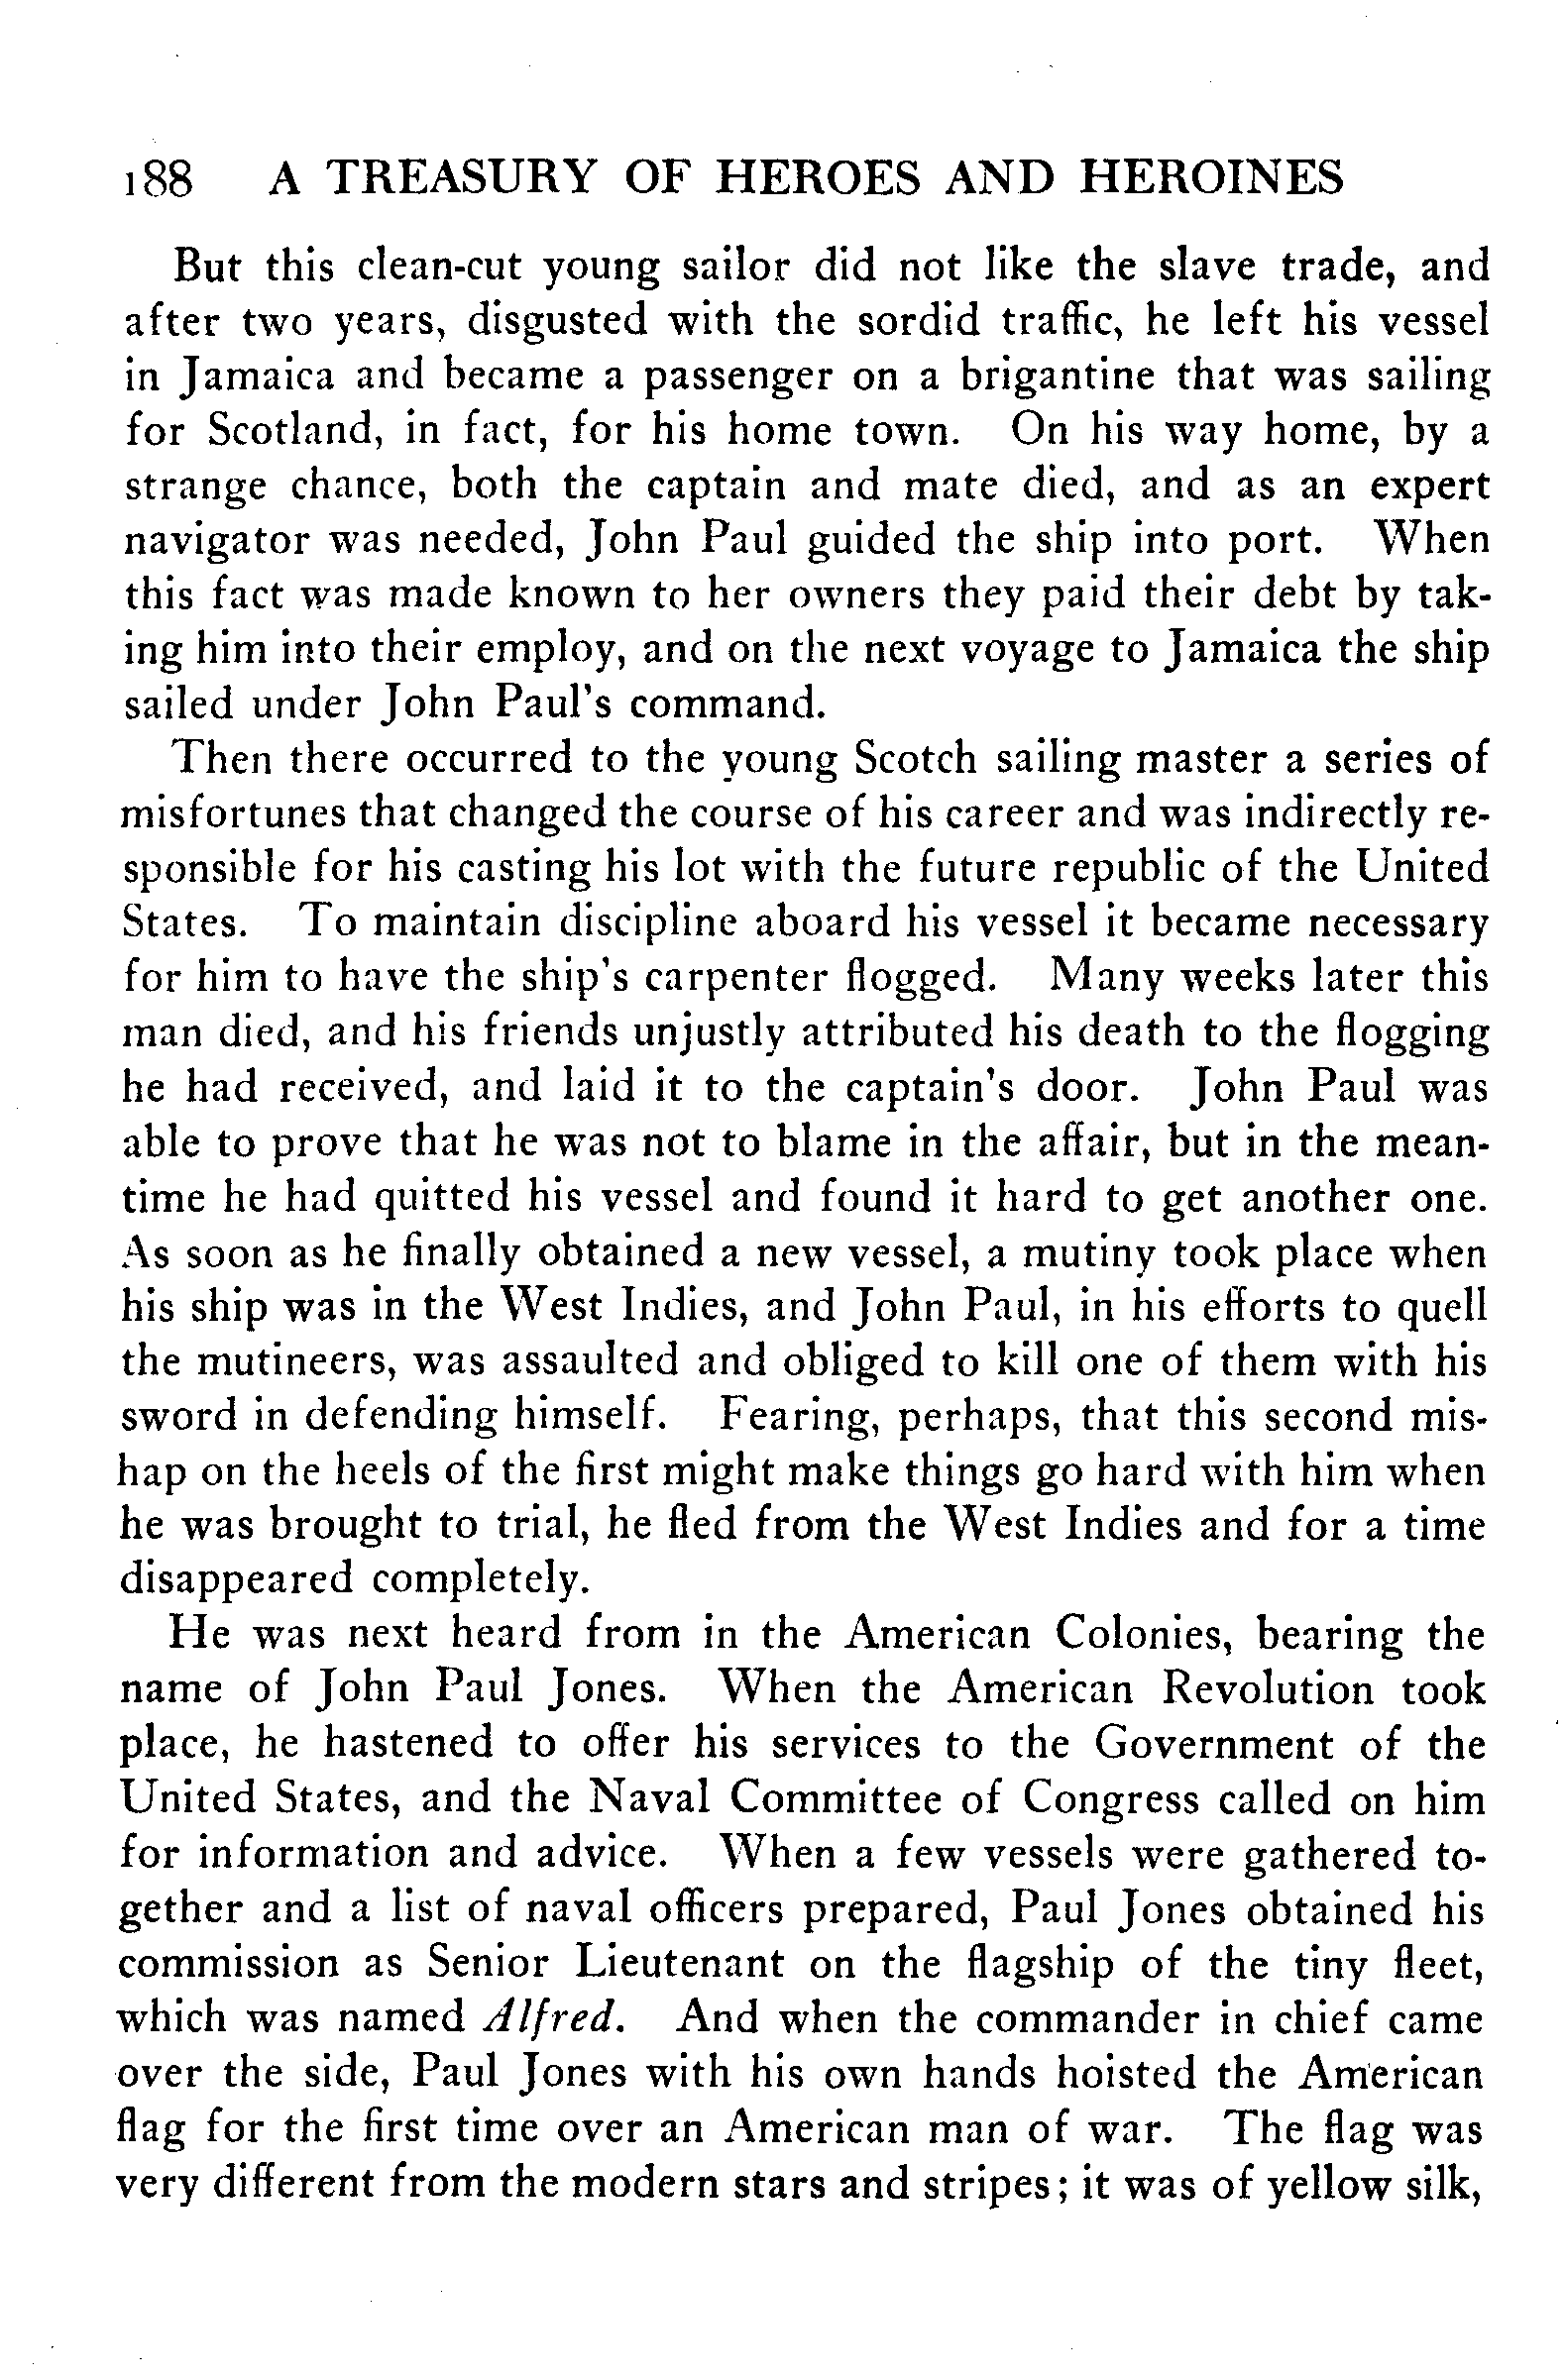 188 A TREASURY OF HEROES AND HEROINES
But this clean-cut young sailor did not like the slave trade, and
after two years, disgusted with the sordid traffic, he left his vessel
in Jamaica and became a passenger on a brigantine that was sailing
for Scotland, in fact, for his home town. On his way home, by a
strange chance, both the captain and mate died, and as an expert
navigator was needed, John Paul guided the ship into port. When
this fact was made known to her owners they paid their debt by tak-
ing him into their employ, and on the next voyage to Jamaica the ship
sailed under John Paul's command.
Then there occurred to the young Scotch sailing master a series of
misfortunes that changed the course of his career and was indirectly re-
sponsible for his casting his lot with the future republic of the United
States. To maintain discipline aboard his vessel it became necessary
for him to have the ship's carpenter flogged. Many weeks later this
man died, and his friends unjustly attributed his death to the flogging
he had received, and laid it to the captain's door. John Paul was
able to prove that he was not to blame in the affair, but in the mean-
time he had quitted his vessel and found it hard to get another one.
As soon as he finally obtained a new vessel, a mutiny took place when
his ship was in the West Indies, and John Paul, in his efforts to quell
the mutineers, was assaulted and obliged to kill one of them with his
sword in defending himself. Fearing, perhaps, that this second mis-
hap on the heels of the first might make things go hard with him when
he was brought to trial, he fled from the West Indies and for a time
disappeared completely.
He was next heard from in the American Colonies, bearing the
name of John Paul Jones. When the American Revolution took
place, he hastened to offer his services to the Government of the
United States, and the Naval Committee of Congress called on him
for information and advice. When a few vessels were gathered to-
gether and a list of naval officers prepared, Paul Jones obtained his
commission as Senior Lieutenant on the flagship of the tiny fleet,
which was named Alfred. And when the commander in chief came
over the side, Paul Jones with his own hands hoisted the American
flag for the first time over an American man of war. The flag was
very different from the modern stars and stripes; it was of yellow silk,